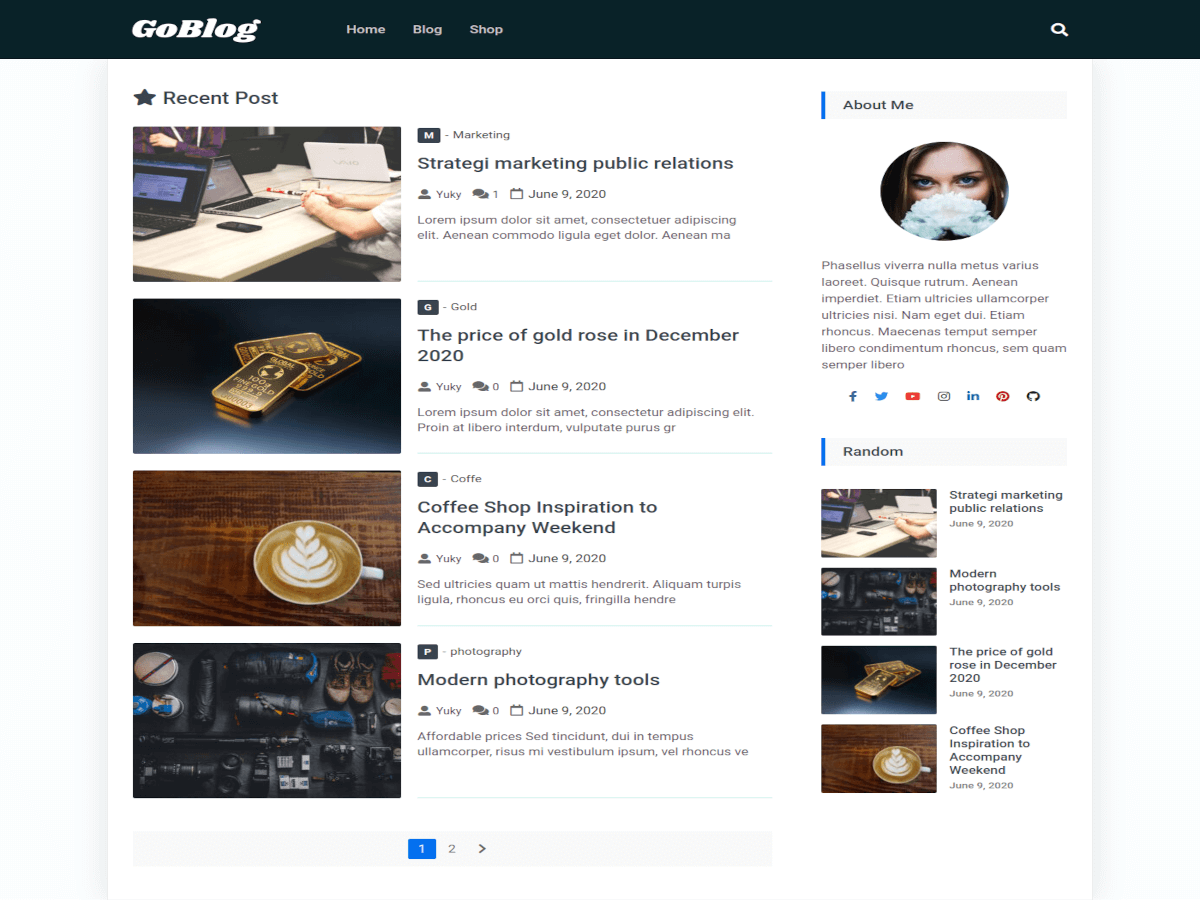 GoBlog
Home
Blog
Shop
Recent Post
M - Marketing
Strategi marketing public relations
Yuky 1 June 9, 2020
Lorem ipsum dolor sit amet, consectetuer adipiscing
elit. Aenean commodo ligula eget dolor. Aenean ma
G - Gold
The price of gold rose in December
2020
Yuky 0 June 9, 2020
Lorem ipsum dolor sit amet, consectetur adipiscing elit.
Proin at libero interdum, vulputate purus gr
GLOBAL
100g
FINE GOLD
C - Coffe
Coffee Shop Inspiration to
Accompany Weekend
Yuky 0 June 9, 2020
Sed ultricies quam ut mattis hendrerit. Aliquam turpis
ligula, rhoncus eu orci quis, fringilla hendre
P - photography
Modern photography tools
Yuky 0 June 9, 2020
Affordable prices Sed tincidunt, dui in tempus
ullamcorper, risus mi vestibulum ipsum, vel rhoncus ve
1 2 >
About Me
Phasellus viverra nulla metus varius
laoreet. Quisque rutrum. Aenean
imperdiet. Etiam ultricies ullamcorper
ultricies nisi. Nam eget dui. Etiam
rhoncus. Maecenas temput semper
libero condimentum rhoncus, sem quam
semper libero
Random
Strategi marketing
public relations
June 9, 2020
Modern
photography tools
June 9, 2020
The price of gold
rose in December
2020
June 9, 2020
Coffee Shop
Inspiration to
Accompany
Weekend
June 9, 2020